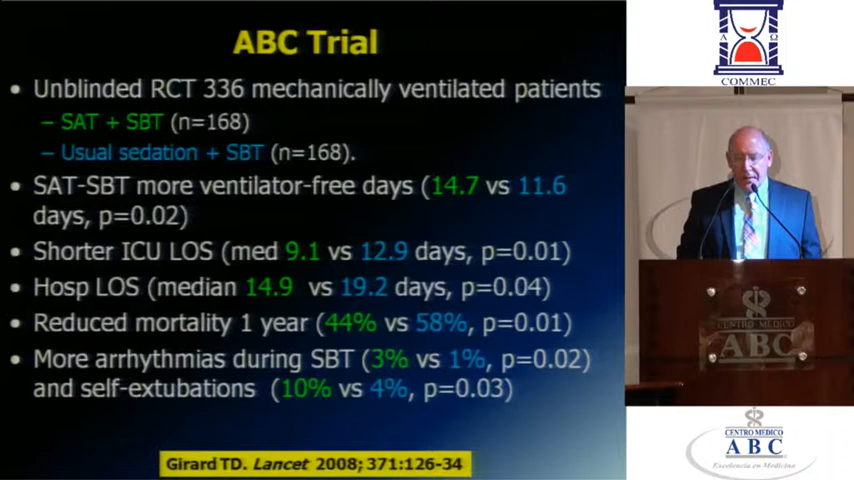 ABC Trial
• Unblinded RCT 336 mechanically ventilated patients
– SAT + SBT (n=168)
– Usual sedation + SBT (n=168).
• SAT-SBT more ventilator-free days (14.7 vs 11.6
days, p=0.02)
• Shorter ICU LOS (med 9.1 vs 12.9 days, p=0.01)
• Hosp LOS (median 14.9 vs 19.2 days, p=0.04)
• Reduced mortality 1 year (44% vs 58%, p=0.01)
• More arrhythmias during SBT (3% vs 1%, p=0.02)
and self-extubations (10% vs 4%, p=0.03)
Girard TD. Lancet 2008; 371:126-34
Α Ω
COMMEC
CENTRO MEDICO
ABC
CENTRO MEDICO
ABC
Excelencia en Medicina